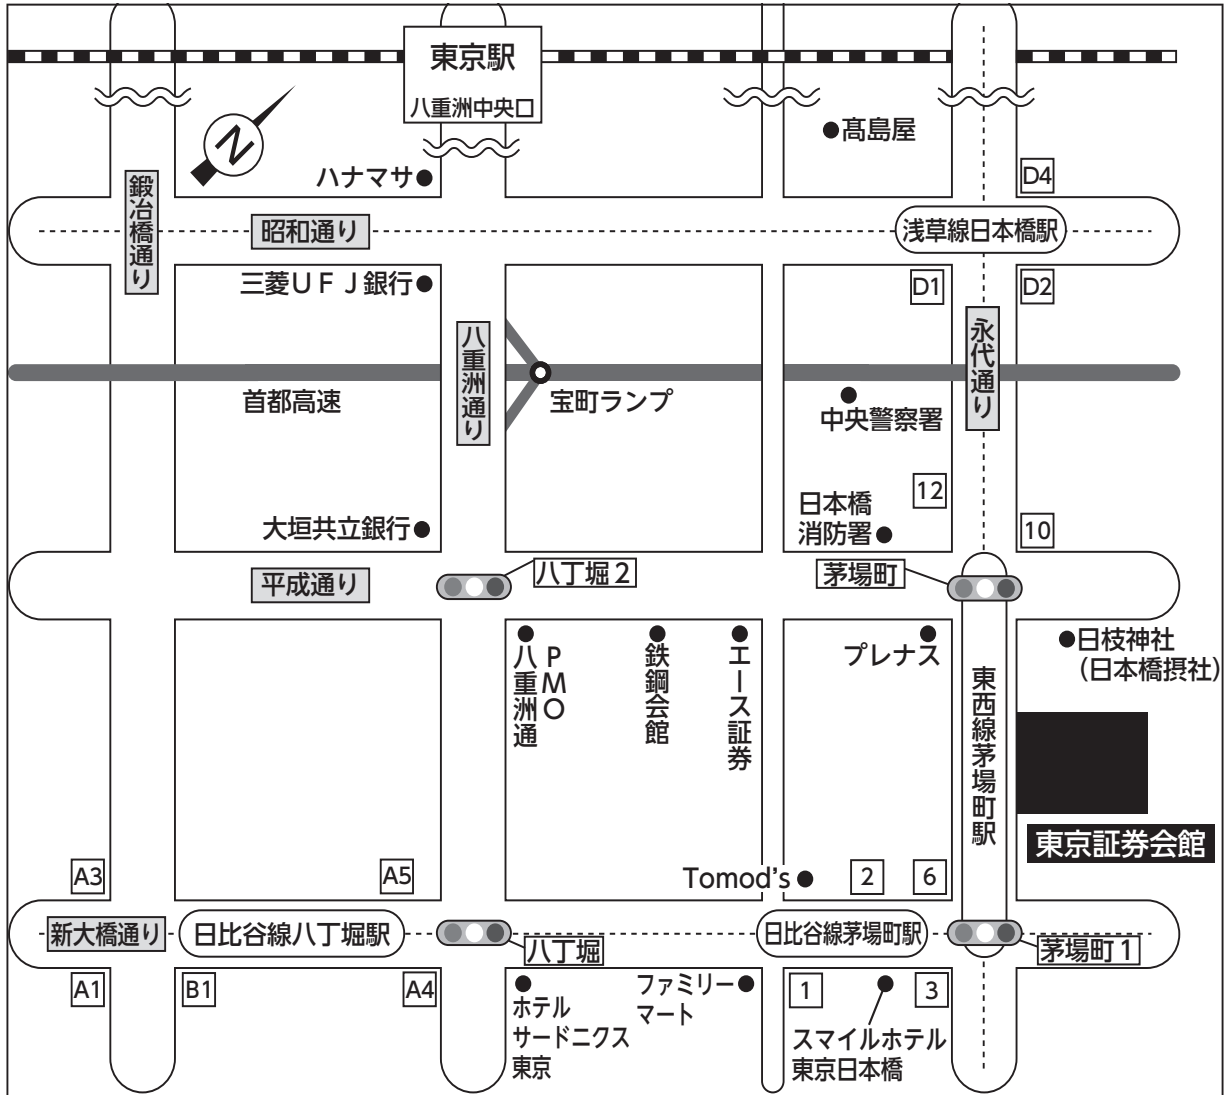 東京駅
八重洲中央口
N
髙島屋
ハナマサ
D4
鍛冶橋通り
昭和通り
浅草線日本橋駅
三菱UFJ銀行
D1
D2
八重洲通り
永代通り
首都高速
宝町ランプ
中央警察署
12
日本橋
消防署
大垣共立銀行
10
平成通り
八丁堀2
茅場町
PMO
八重洲通
鉄鋼会館
エース証券
プレナス
日枝神社
（日本橋摂社）
東西線茅場町駅
東京証券会館
A3
A5
Tomod's
2
6
新大橋通り
日比谷線八丁堀駅
八丁堀
日比谷線茅場町駅
茅場町1
A1
B1
A4
ホテル
サードニクス
東京
ファミリー
マート
1
3
スマイルホテル
東京日本橋